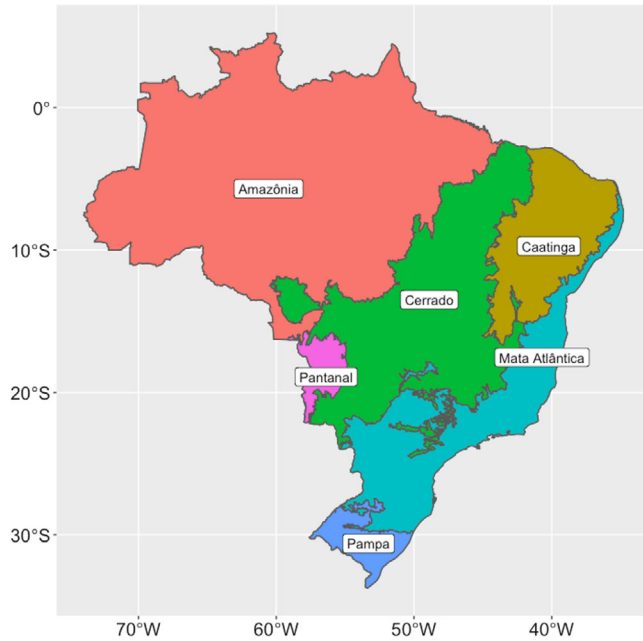 0°
Amazônia
10°S
Caatinga
Cerrado
Mata Atlântica
Pantanal
20°S
30°S
Pampa
70°W 60°W 50°W 40°W